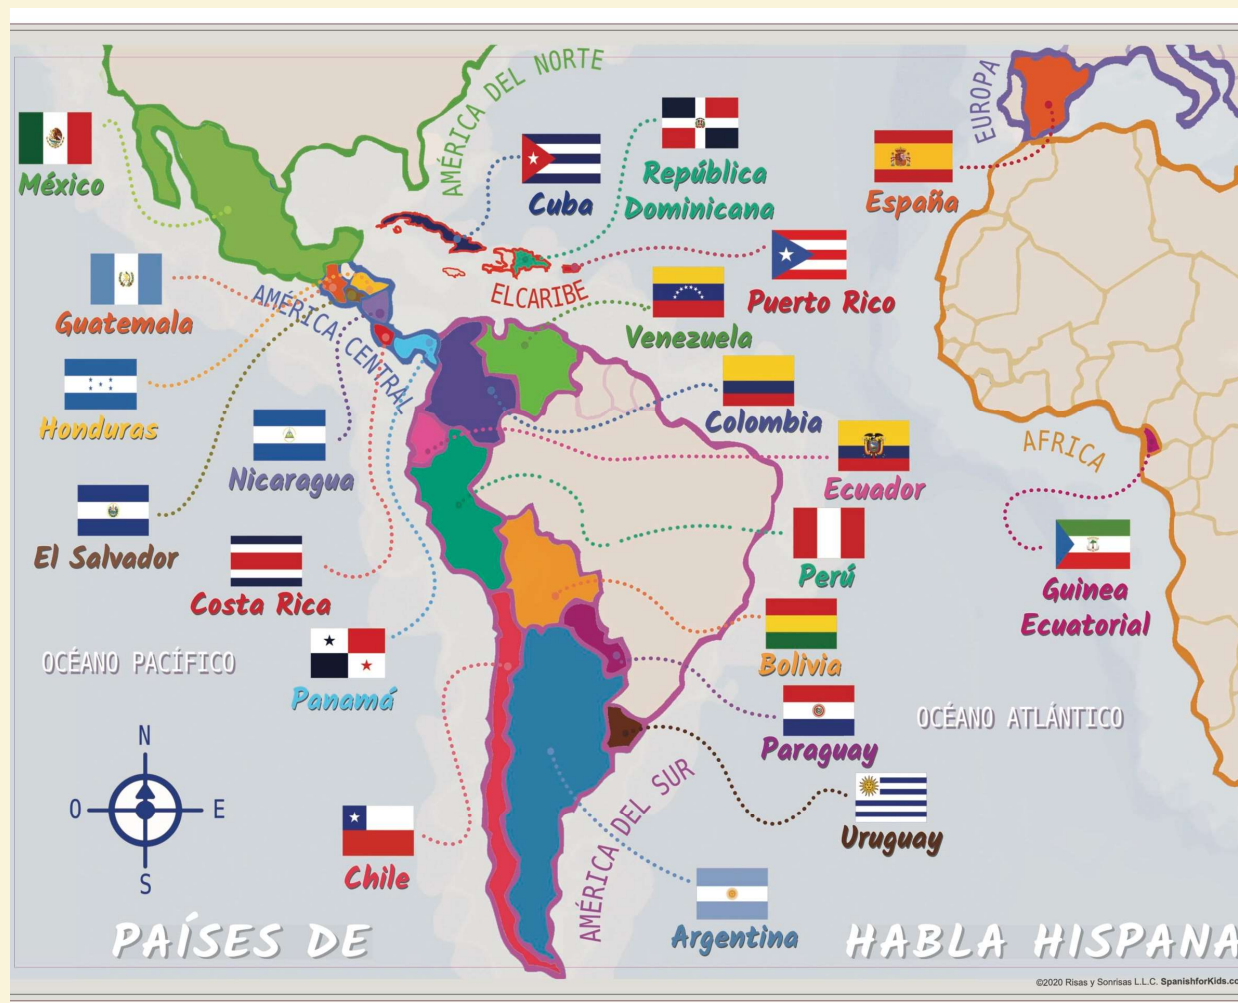 AMÉRICA DEL NORTE
EUROPA
México
Cuba
República
Dominicana
España
Guatemala
AMÉRICA CENTRAL
EL CARIBE
Puerto Rico
Venezuela
Honduras
Colombia
Nicaragua
Ecuador
AFRICA
El Salvador
Costa Rica
Perú
Guinea
Ecuatorial
OCÉANO PACÍFICO
Panamá
Bolivia
OCÉANO ATLÁNTICO
Paraguay
N
O
E
S
AMÉRICA DEL SUR
Uruguay
Chile
Argentina
PAÍSES DE HABLA HISPANA
©2020 Risas y Sonrisas L.L.C. SpanishforKids.co